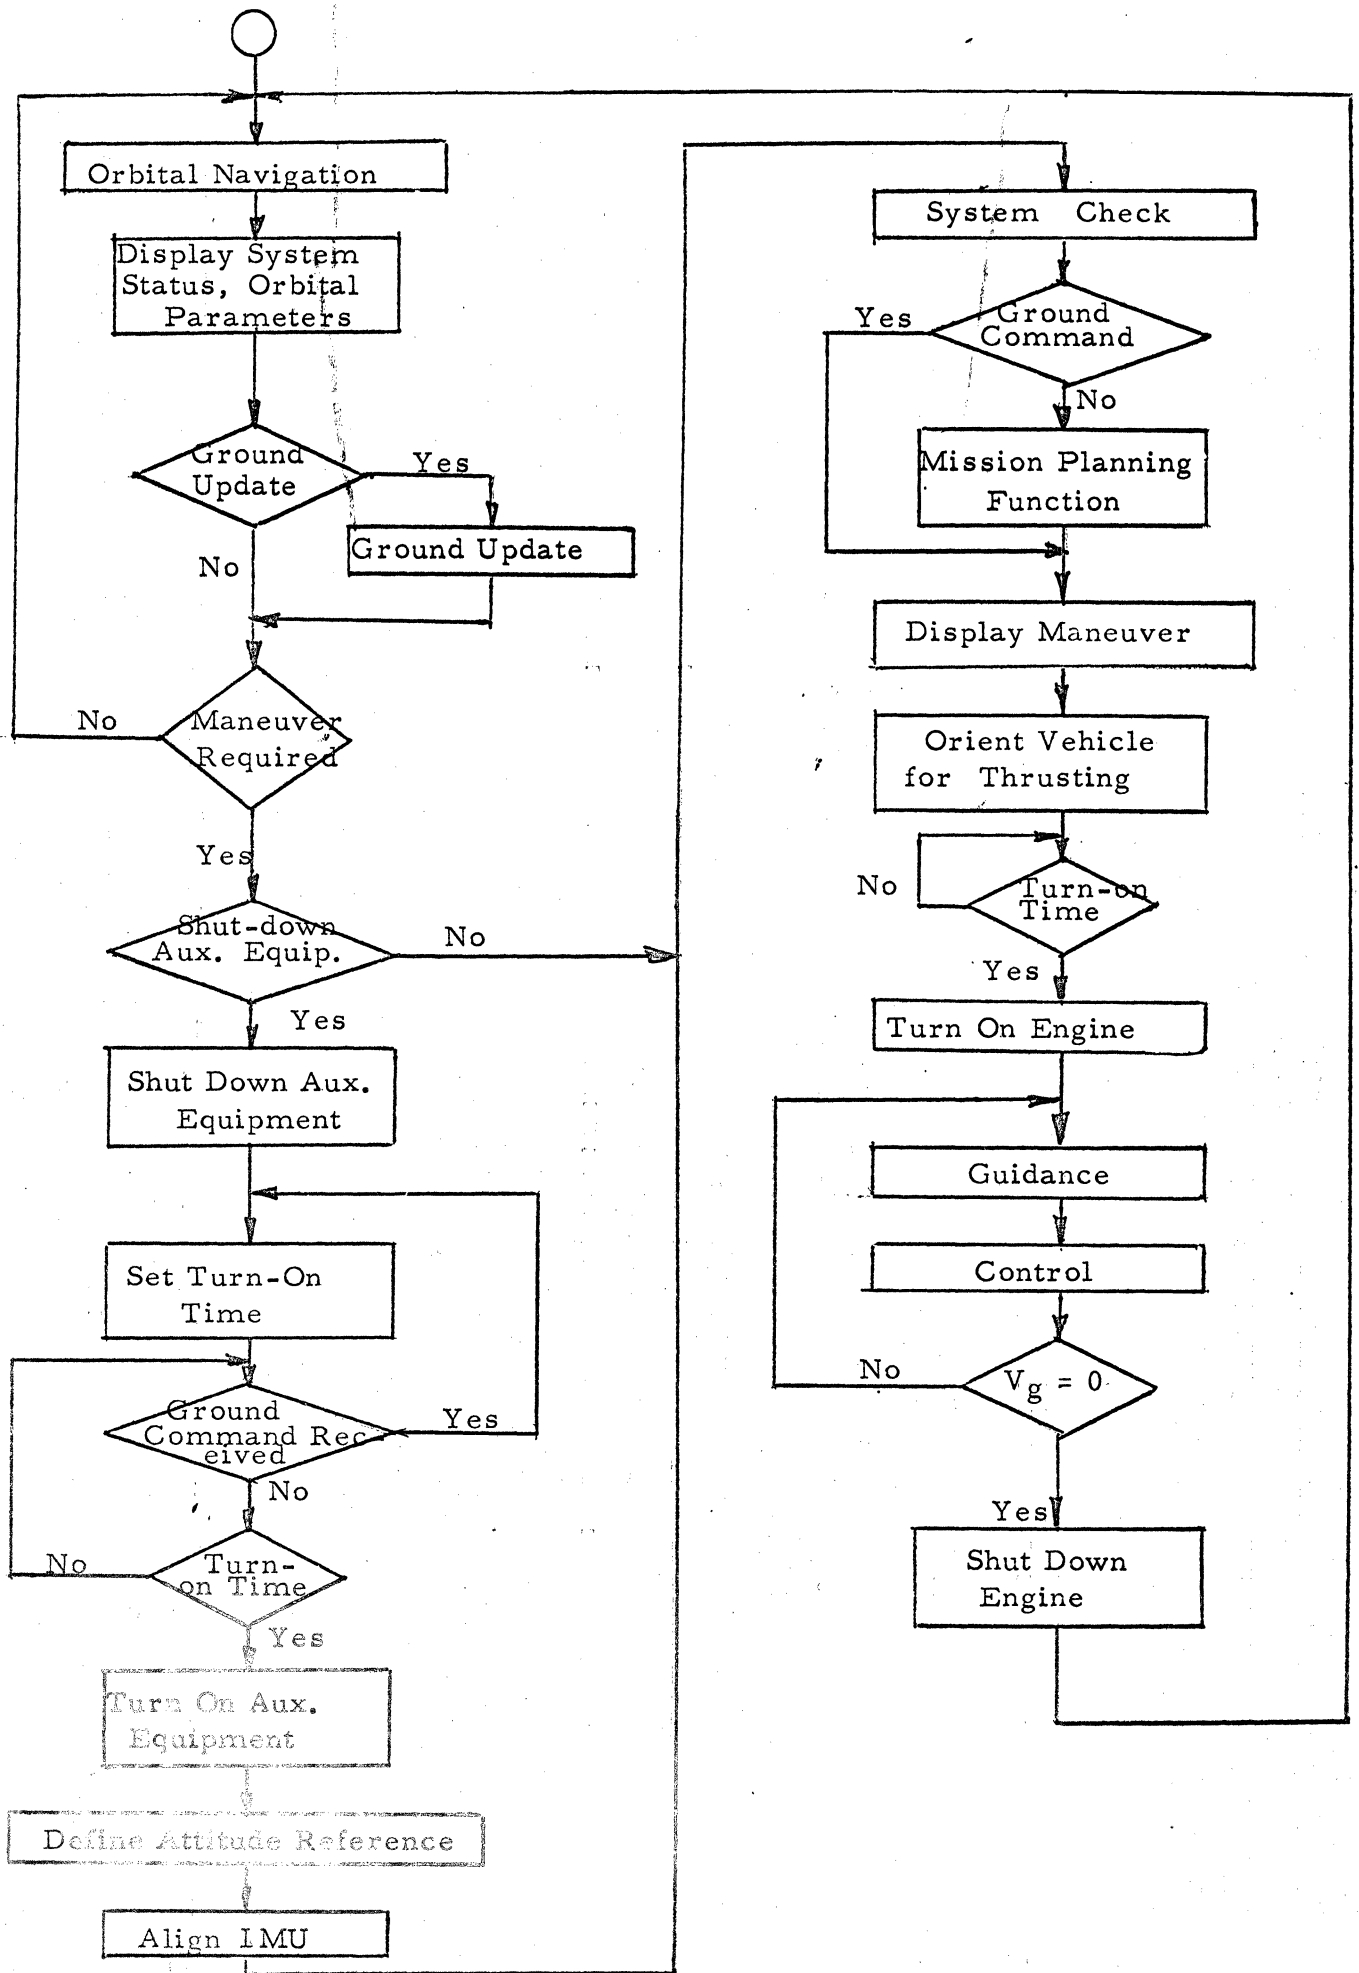 Orbital Navigation
Display System
Status, Orbital
Parameters
Ground
Update
Yes
Ground Update
No
No
Maneuver
Required
Yes
Shut-down
Aux. Equip.
No
Yes
Shut Down Aux.
Equipment
Set Turn-On
Time
Ground
Command Rec-
eived
Yes
No
No
Turn-
on Time
Yes
Turn On Aux.
Equipment
Define Attitude Reference
Align IMU
System Check
Yes
Ground
Command
No
Mission Planning
Function
Display Maneuver
Orient Vehicle
for Thrusting
No
Turn-on
Time
Yes
Turn On Engine
Guidance
Control
No
Vg = 0
Yes
Shut Down
Engine